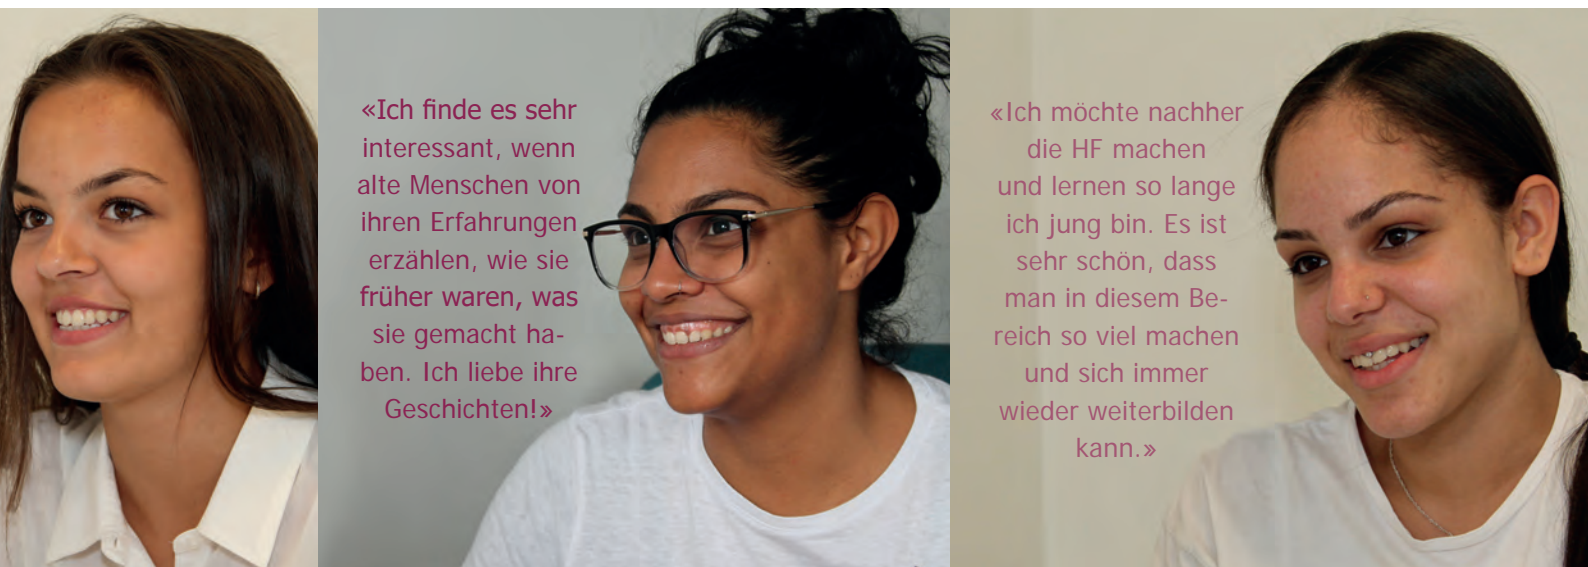 «Ich finde es sehr
interessant, wenn
alte Menschen von
ihren Erfahrungen
erzählen, wie sie
früher waren, was
sie gemacht ha-
ben. Ich liebe ihre
Geschichten!»
«Ich möchte nachher
die HF machen
und lernen so lange
ich jung bin. Es ist
sehr schön, dass
man in diesem Be-
reich so viel machen
und sich immer
wieder weiterbilden
kann.»